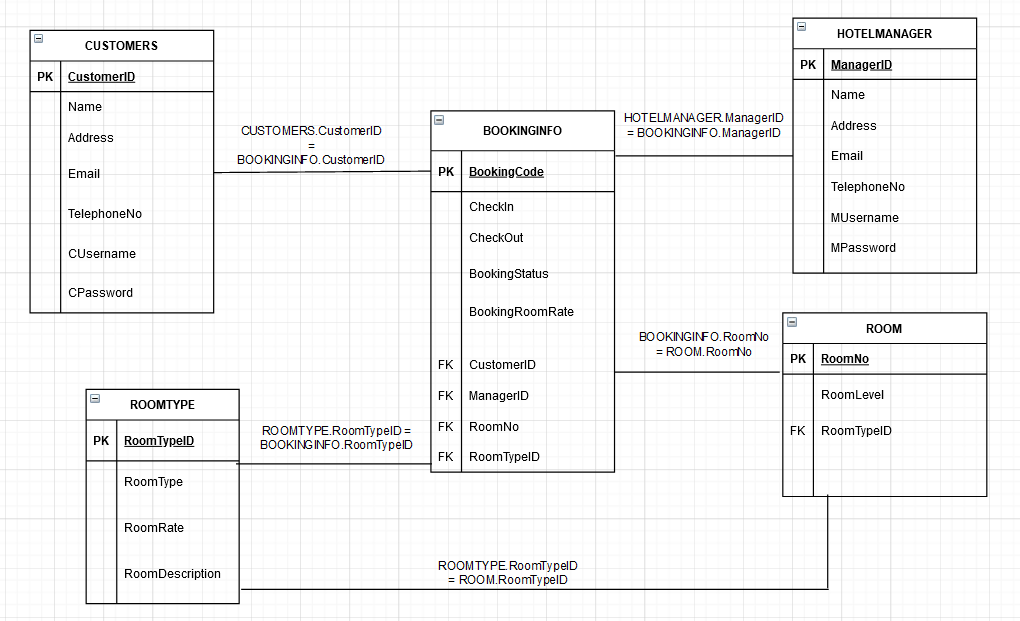 CUSTOMERS
PK CustomerID
Name
Address
Email
TelephoneNo
CUsername
CPassword
CUSTOMERS.CustomerID
=
BOOKINGINFO.CustomerID
BOOKINGINFO
PK BookingCode
CheckIn
CheckOut
BookingStatus
BookingRoomRate
FK CustomerID
FK ManagerID
FK RoomNo
FK RoomTypeID
HOTELMANAGER.ManagerID
= BOOKINGINFO.ManagerID
HOTELMANAGER
PK ManagerID
Name
Address
Email
TelephoneNo
MUsername
MPassword
BOOKINGINFO.RoomNo
= ROOM.RoomNo
ROOM
PK RoomNo
RoomLevel
FK RoomTypeID
ROOMTYPE
PK RoomTypeID
RoomType
RoomRate
RoomDescription
ROOMTYPE.RoomTypeID =
BOOKINGINFO.RoomTypeID
ROOMTYPE.RoomTypeID
= ROOM.RoomTypeID